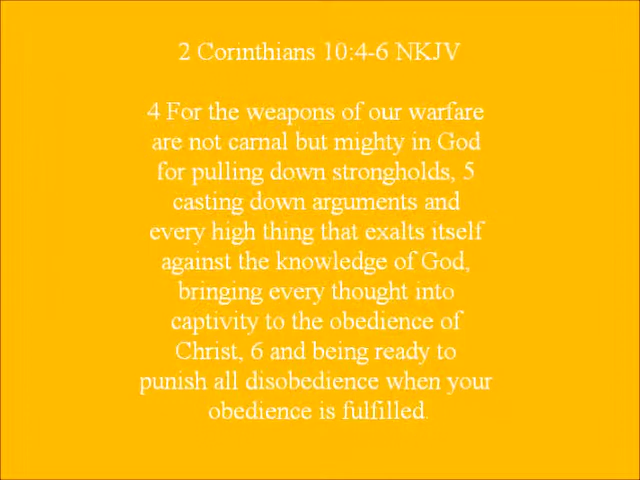 2 Corinthians 10:4-6 NKJV
4 For the weapons of our warfare
are not carnal but mighty in God
for pulling down strongholds, 5
casting down arguments and
every high thing that exalts itself
against the knowledge of God,
bringing every thought into
captivity to the obedience of
Christ, 6 and being ready to
punish all disobedience when your
obedience is fulfilled.